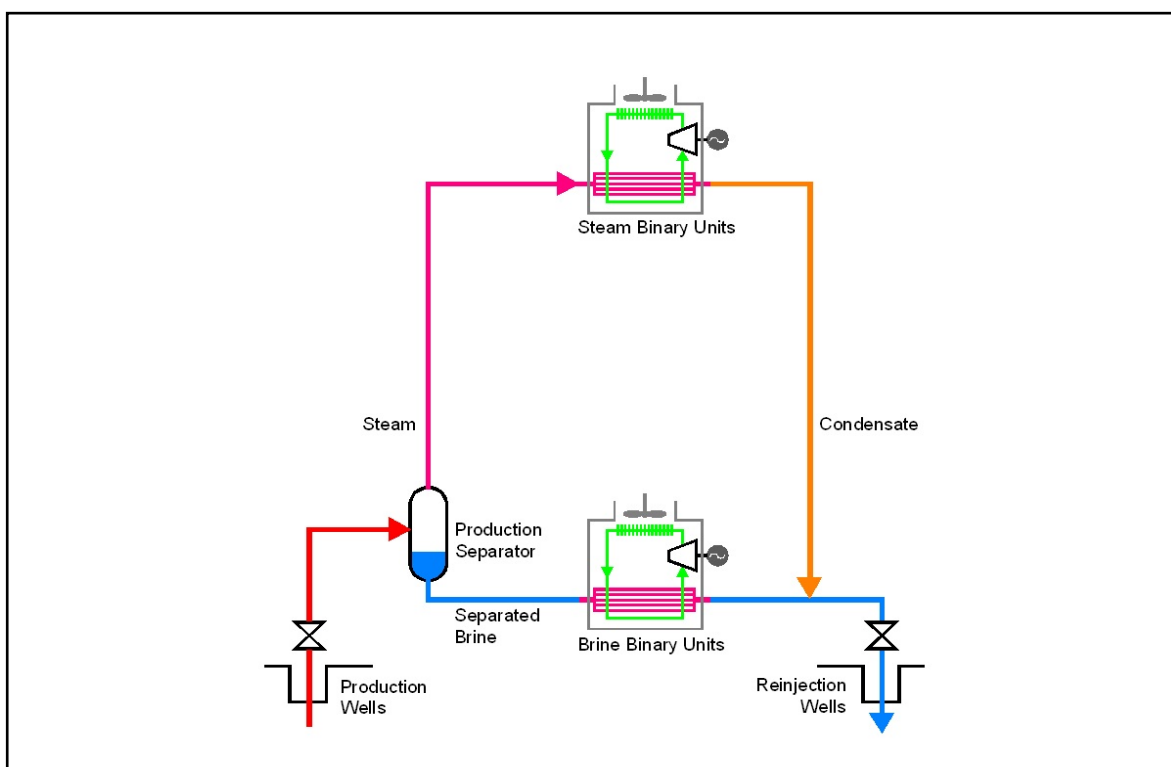 Steam Binary Units
Steam
Condensate
Production
Separator
Separated
Brine
Brine Binary Units
Production
Wells
Reinjection
Wells